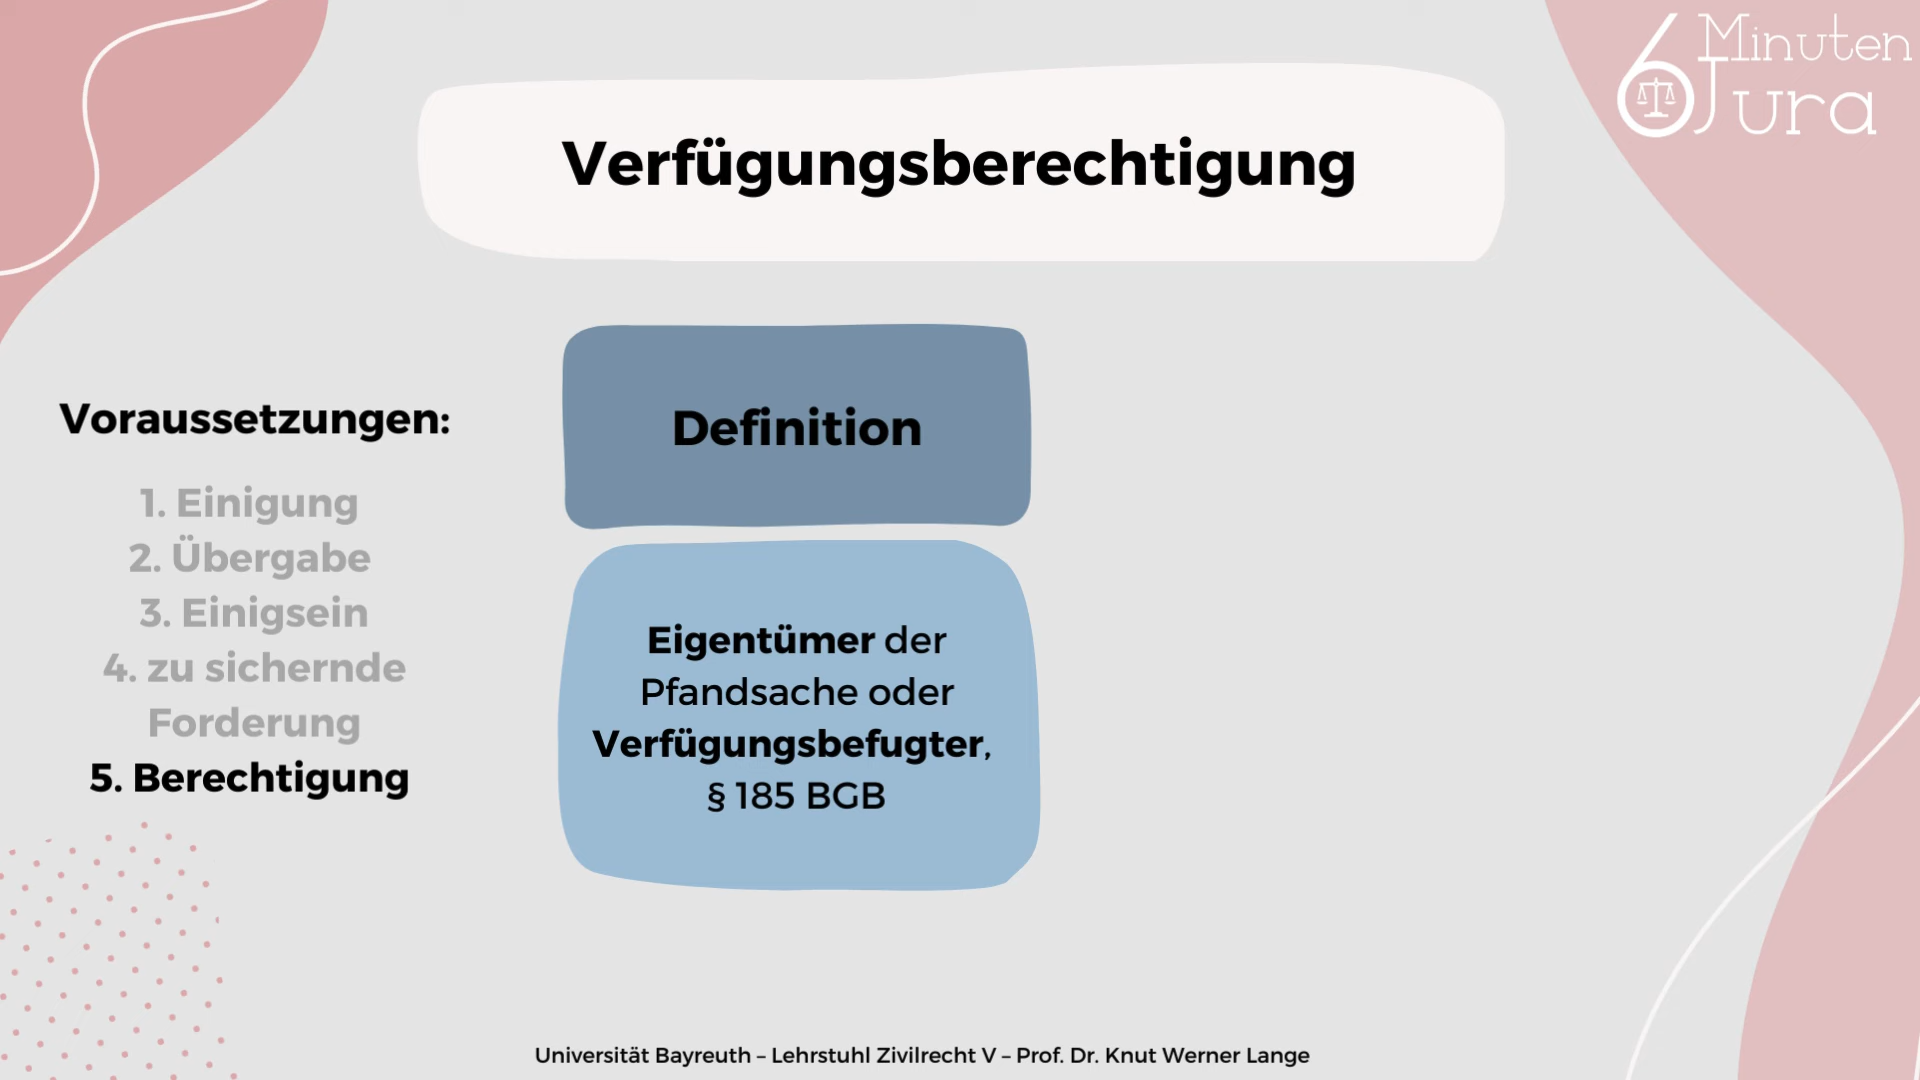 6 Minuten
Jura
Verfügungsberechtigung
Voraussetzungen:
1. Einigung
2. Übergabe
3. Einigsein
4. zu sichernde
Forderung
5. Berechtigung
Definition
Eigentümer der
Pfandsache oder
Verfügungsbefugter,
§ 185 BGB
Universität Bayreuth – Lehrstuhl Zivilrecht V – Prof. Dr. Knut Werner Lange